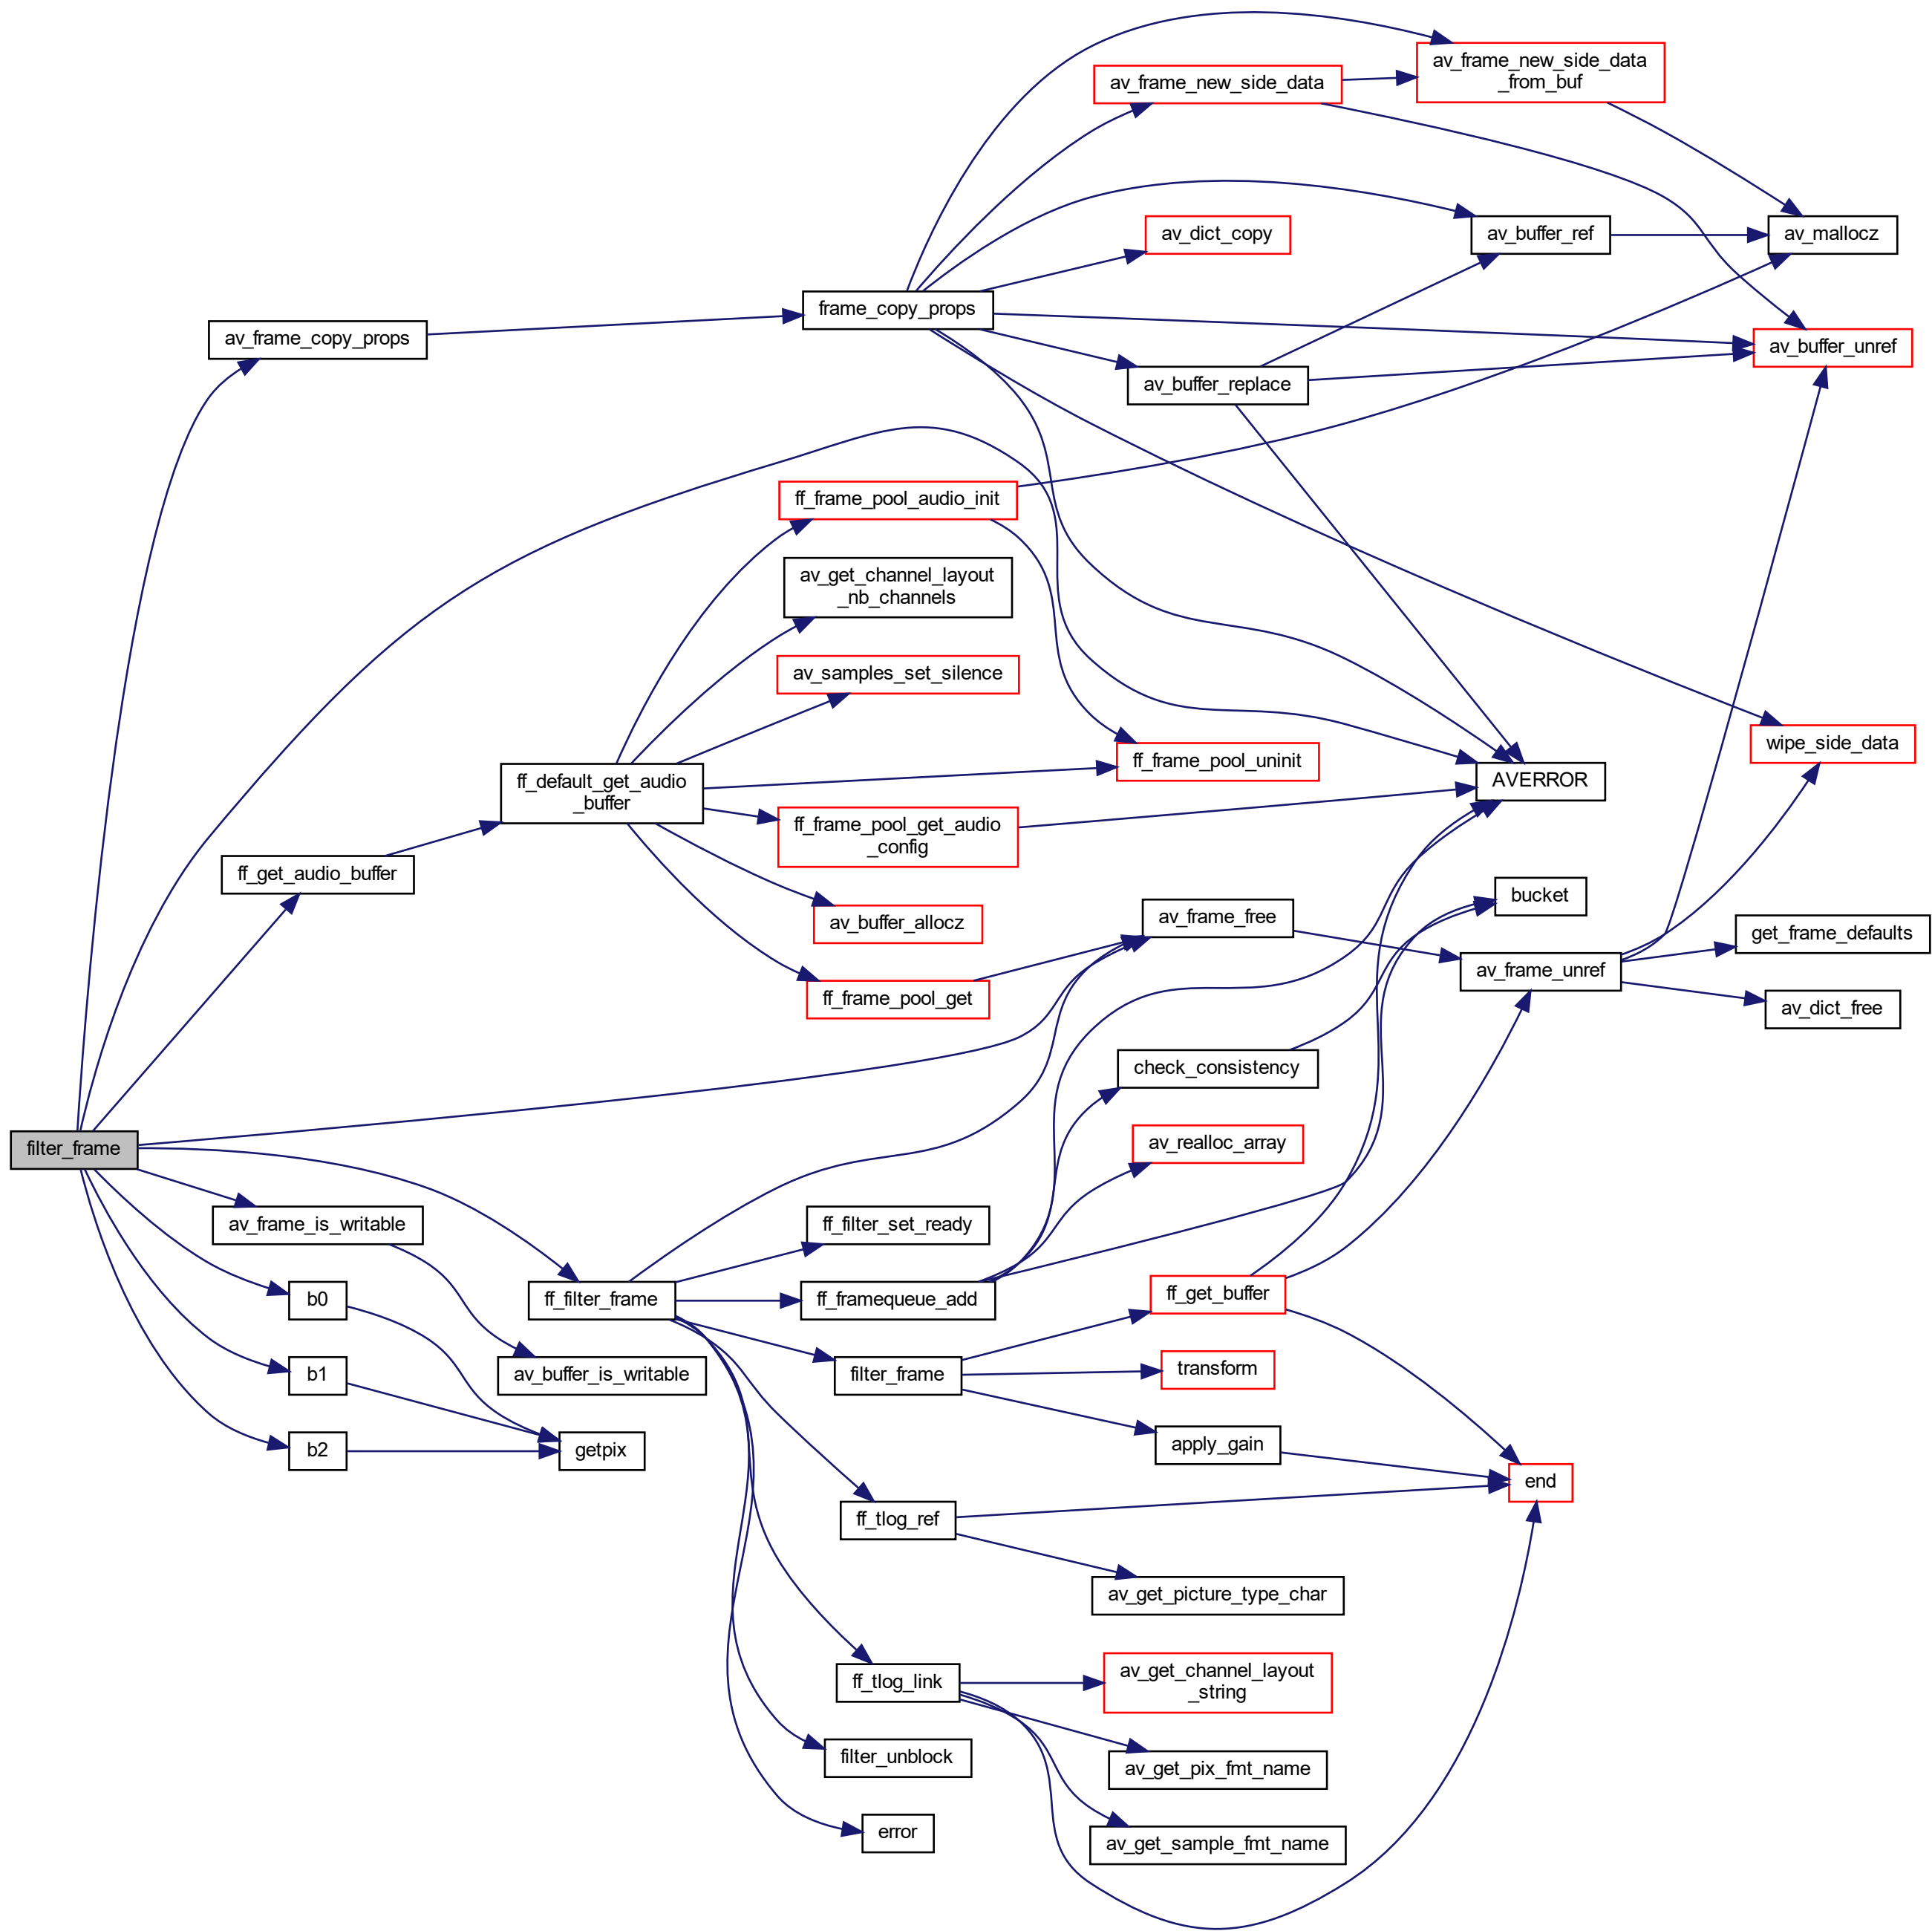 av_frame_new_side_data
_from_buf
av_frame_new_side_data
av_dict_copy
av_buffer_ref
av_mallocz
frame_copy_props
av_frame_copy_props
av_buffer_replace
av_buffer_unref
ff_frame_pool_audio_init
av_get_channel_layout
_nb_channels
av_samples_set_silence
ff_default_get_audio
_buffer
ff_frame_pool_uninit
wipe_side_data
AVERROR
ff_frame_pool_get_audio
_config
ff_get_audio_buffer
av_buffer_allocz
av_frame_free
bucket
get_frame_defaults
av_frame_unref
ff_frame_pool_get
av_dict_free
check_consistency
filter_frame
av_realloc_array
av_frame_is_writable
ff_filter_set_ready
b0
ff_filter_frame
ff_framequeue_add
ff_get_buffer
b1
av_buffer_is_writable
filter_frame
transform
b2
getpix
apply_gain
end
ff_tlog_ref
av_get_picture_type_char
ff_tlog_link
av_get_channel_layout
_string
filter_unblock
av_get_pix_fmt_name
error
av_get_sample_fmt_name